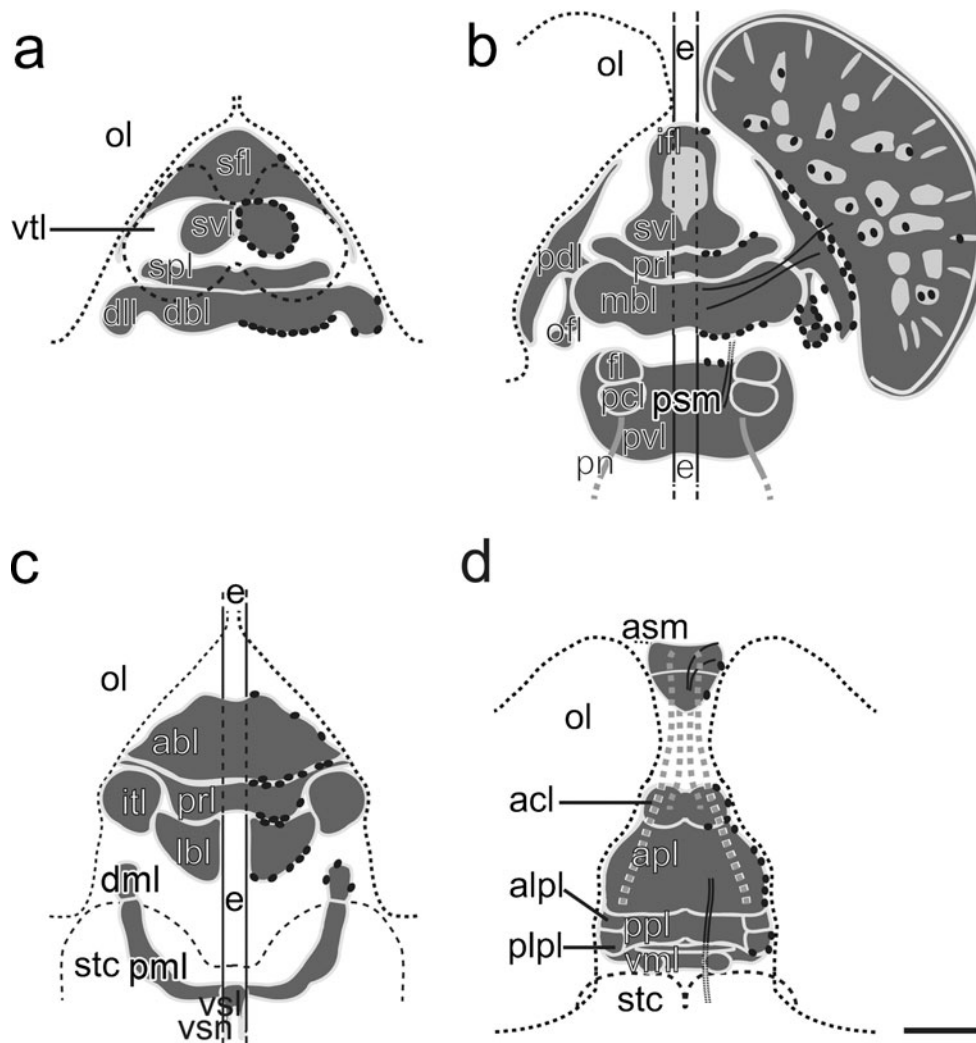 a
ol
sfl
vtl
svl
spl
dll
dbl
b
e
ol
ifl
svl
pdl
prl
mbl
ofl
fl
pcl
psm
pvl
pn
e
c
e
ol
abl
itl
prl
lbl
dml
e
stc
pml
vsl
vsn
d
asm
ol
acl
apl
alpl
ppl
plpl
vml
stc